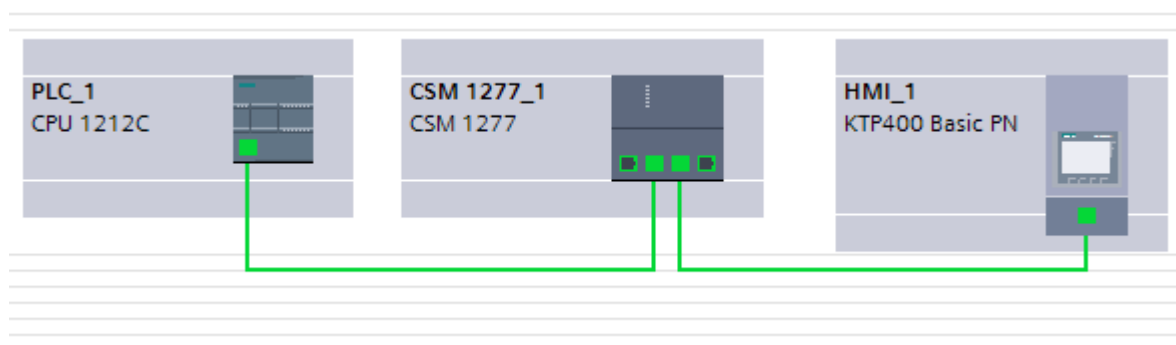 PLC_1
CPU 1212C
CSM 1277_1
CSM 1277
HMI_1
KTP400 Basic PN